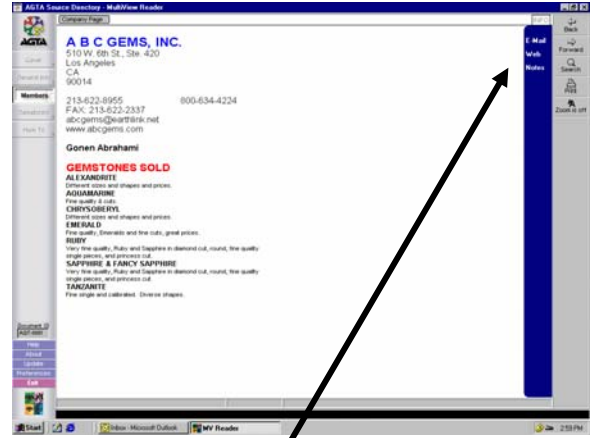 AGTA Source Directory - MultiView Reader
Company Page
AGTA
Members
A B C GEMS, INC.
510 W. 6th St., Ste. 420
Los Angeles
CA
90014
213-622-8955 800-634-4224
FAX: 213-622-2337
abcgems@earthlink.net
www.abcgems.com
Gonen Abrahami
GEMSTONES SOLD
ALEXANDRITE
Different sizes and shapes and prices.
AQUAMARINE
Fine quality & cuts.
CHRYSOBERYL
Different sizes and shapes and prices.
EMERALD
Fine quality, Emeralds and fine cuts, great prices.
RUBY
Very fine quality, Ruby and Sapphire in diamond cut, round, fine quality
single pieces, and princess cut.
SAPPHIRE & FANCY SAPPHIRE
Very fine quality, Ruby and Sapphire in diamond cut, round, fine quality
single pieces, and princess cut.
TANZANITE
Fine single and calibrated. Diverse shapes.
E-Mail
Web
Notes
Back
Forward
Search
Print
Zoom is off
Help
About
Update
Preferences
Exit
Start
Inbox - Microsoft Outlook
MV Reader
2:59 PM